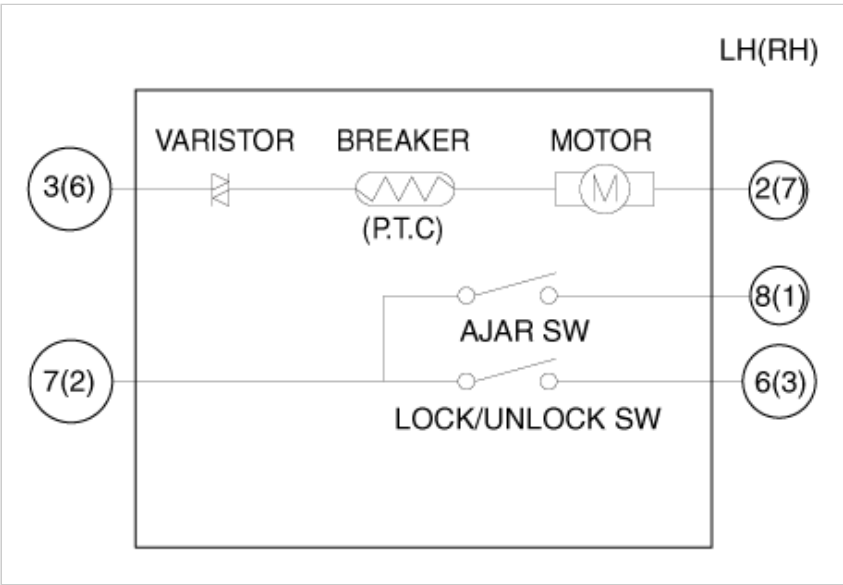 LH(RH)
VARISTOR BREAKER MOTOR
3(6) M 2(7)
(P.T.C)
8(1)
AJAR SW
7(2) 6(3)
LOCK/UNLOCK SW